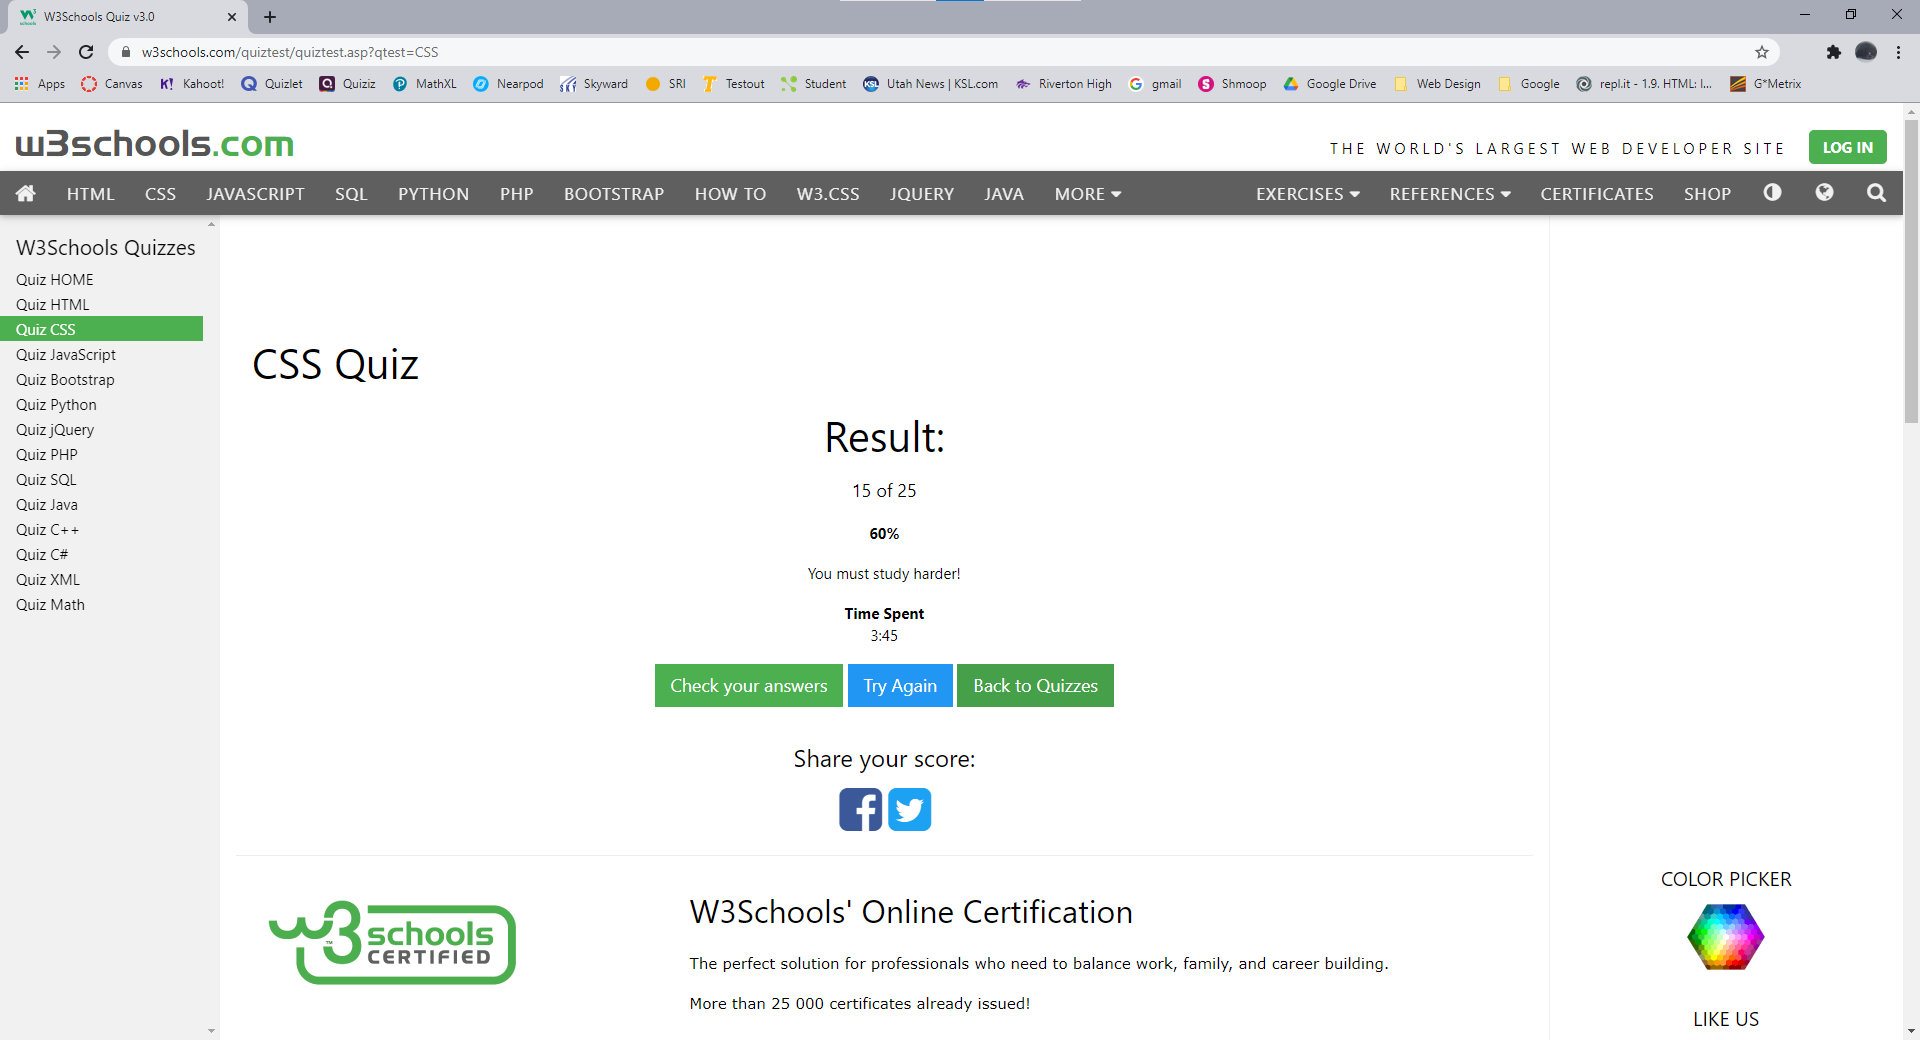 W3Schools Quiz v3.0
w3schools.com/quiztest/quiztest.asp?qtest=CSS
Apps Canvas Kahoot! Quizlet Quiziz MathXL Nearpod Skyward SRI Testout Student Utah News | KSL.com Riverton High gmail Shmoop Google Drive Web Design Google repl.it - 1.9. HTML: I... G*Metrix
w3schools.com
THE WORLD'S LARGEST WEB DEVELOPER SITE
LOG IN
HTML CSS JAVASCRIPT SQL PYTHON PHP BOOTSTRAP HOW TO W3.CSS JQUERY JAVA MORE EXERCISES REFERENCES CERTIFICATES SHOP
W3Schools Quizzes
Quiz HOME
Quiz HTML
Quiz CSS
Quiz JavaScript
Quiz Bootstrap
Quiz Python
Quiz jQuery
Quiz PHP
Quiz SQL
Quiz Java
Quiz C++
Quiz C#
Quiz XML
Quiz Math
CSS Quiz
Result:
15 of 25
60%
You must study harder!
Time Spent
3:45
Check your answers Try Again Back to Quizzes
Share your score:
w3schools
CERTIFIED
W3Schools' Online Certification
The perfect solution for professionals who need to balance work, family, and career building.
More than 25 000 certificates already issued!
COLOR PICKER
LIKE US